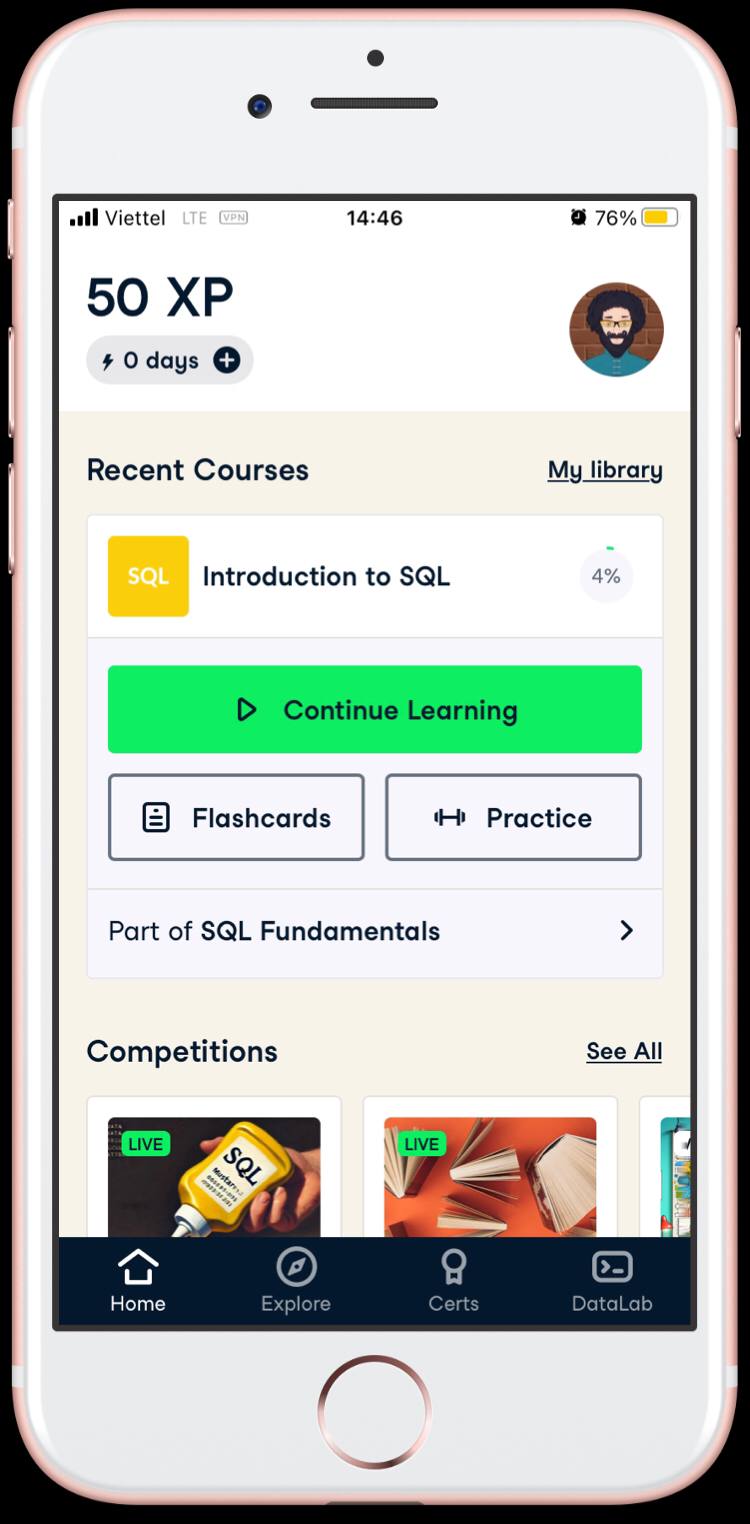 Viettel LTE VPN 14:46 76%
50 XP
0 days
Recent Courses My library
SQL Introduction to SQL 4%
Continue Learning
Flashcards Practice
Part of SQL Fundamentals
Competitions See All
LIVE LIVE
SQL
Home Explore Certs DataLab